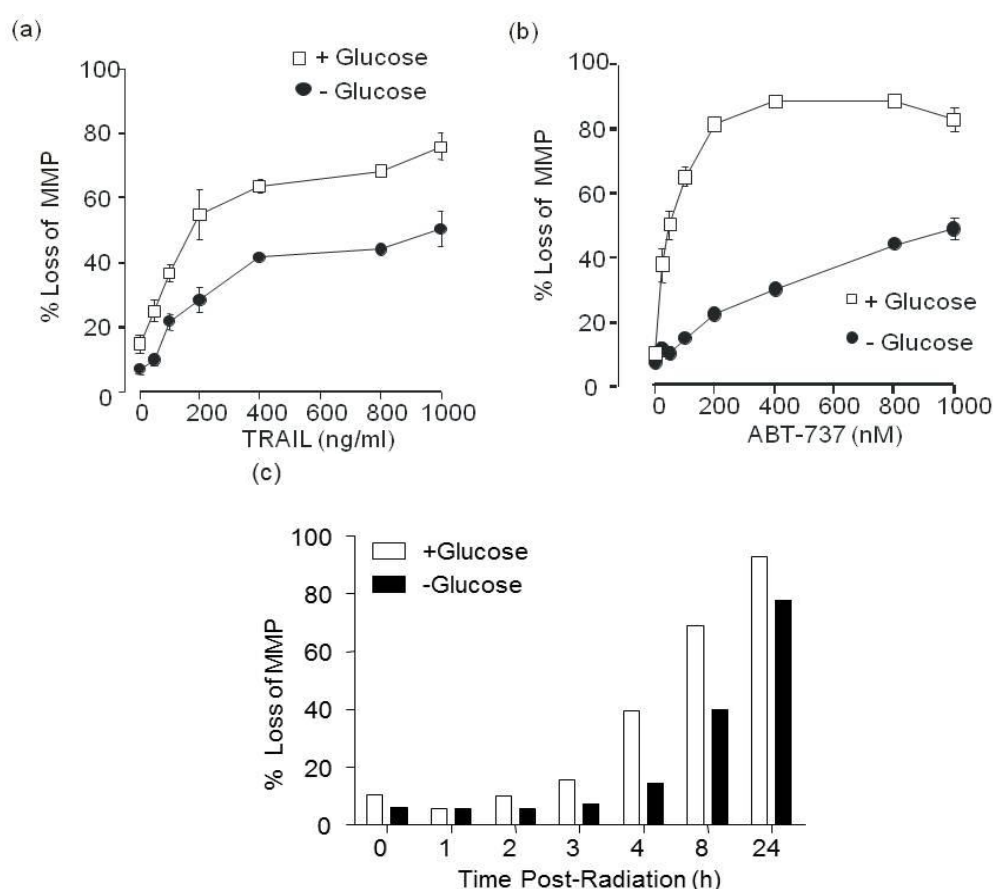 (a)
+ Glucose
- Glucose
100
80
60
40
20
0
% Loss of MMP
0 200 400 600 800 1000
TRAIL (ng/ml)
(b)
100
80
60
40
20
0
% Loss of MMP
+ Glucose
- Glucose
0 200 400 600 800 1000
ABT-737 (nM)
(c)
+Glucose
-Glucose
100
80
60
40
20
0
% Loss of MMP
0 1 2 3 4 8 24
Time Post-Radiation (h)